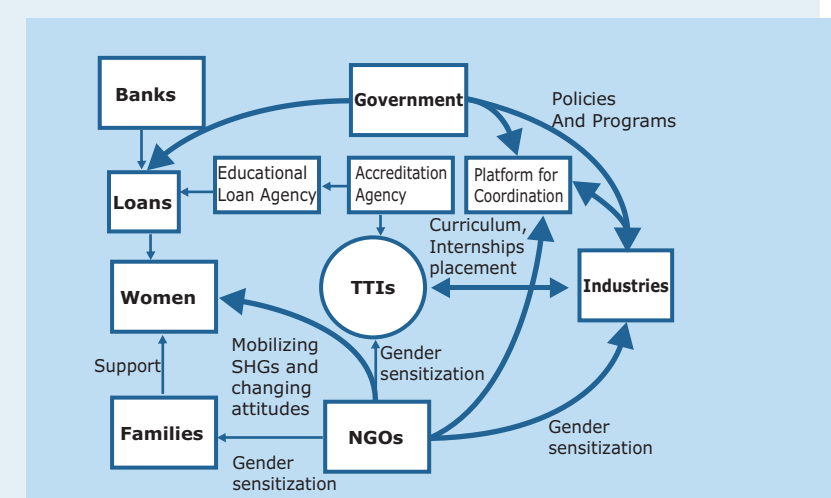 Banks
Government
Policies
And Programs
Educational
Loan Agency
Accreditation
Agency
Platform for
Coordination
Loans
Curriculum,
Internships
placement
Women
TTIs
Industries
Support
Mobilizing
SHGs and
changing
attitudes
Gender
sensitization
Families
NGOs
Gender
sensitization
Gender
sensitization